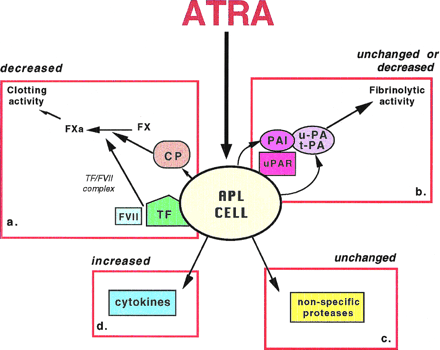 ATRA
decreased
Clotting
activity
FXa
FX
CP
TF/FVII
complex
FVII
TF
a.
unchanged or
decreased
Fibrinolytic
activity
PAI
u-PA
t-PA
uPAR
b.
APL
CELL
increased
cytokines
d.
unchanged
non-specific
proteases
c.